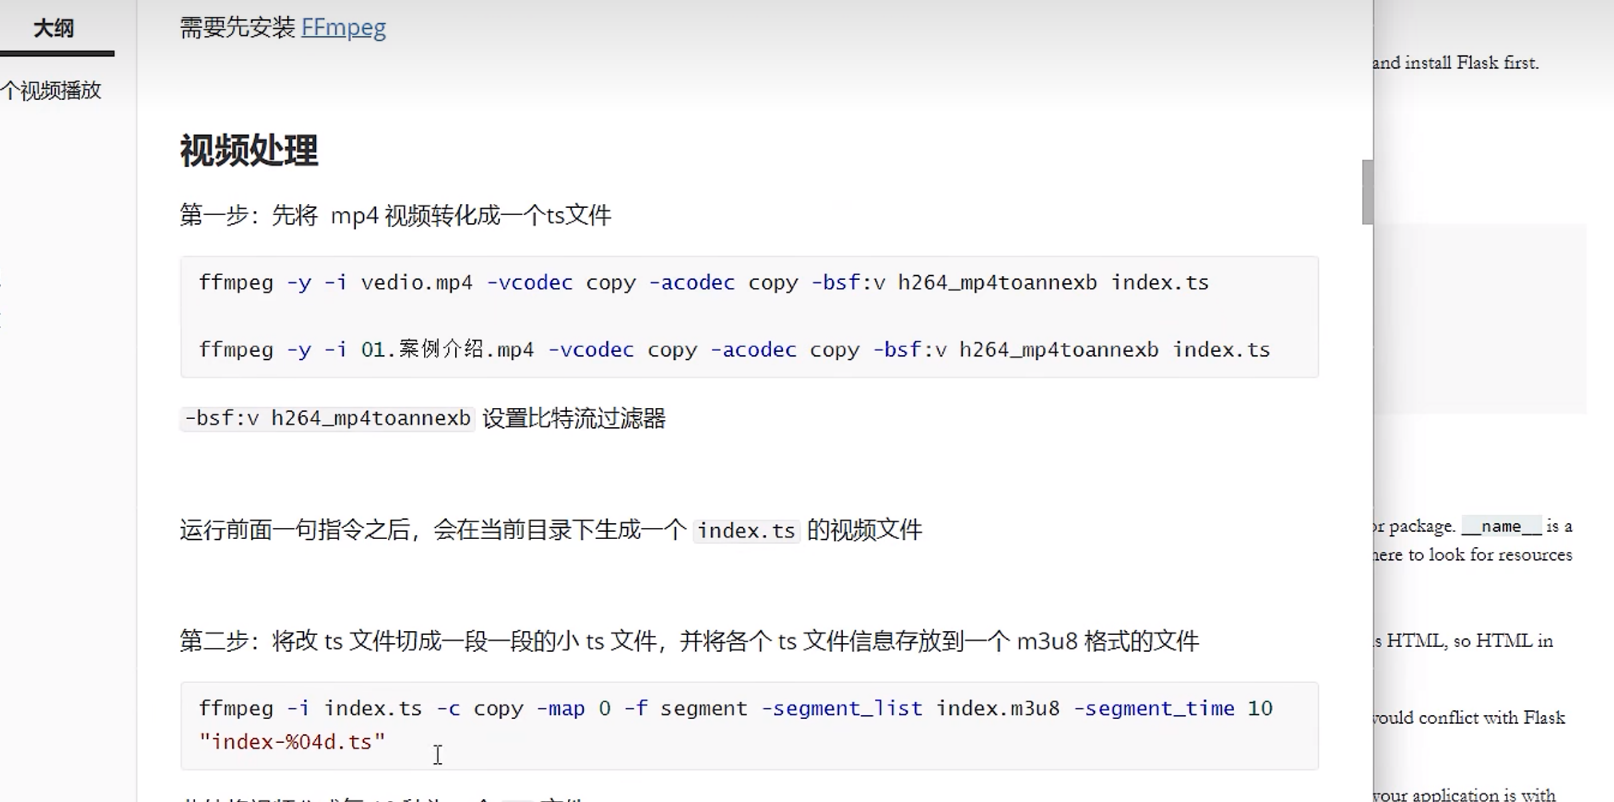 大纲
个视频播放
需要先安装 FFmpeg
视频处理
第一步：先将 mp4 视频转化成一个ts文件
ffmpeg -y -i vedio.mp4 -vcodec copy -acodec copy -bsf:v h264_mp4toannexb index.ts
ffmpeg -y -i 01.案例介绍.mp4 -vcodec copy -acodec copy -bsf:v h264_mp4toannexb index.ts
-bsf:v h264_mp4toannexb 设置比特流过滤器
运行前面一句指令之后，会在当前目录下生成一个 index.ts 的视频文件
第二步：将改 ts 文件切成一段一段的小 ts 文件，并将各个 ts 文件信息存放到一个 m3u8 格式的文件
ffmpeg -i index.ts -c copy -map 0 -f segment -segment_list index.m3u8 -segment_time 10
"index-%04d.ts"
and install Flask first.
or package. __name__ is a
here to look for resources
s HTML, so HTML in
would conflict with Flask
your application is with